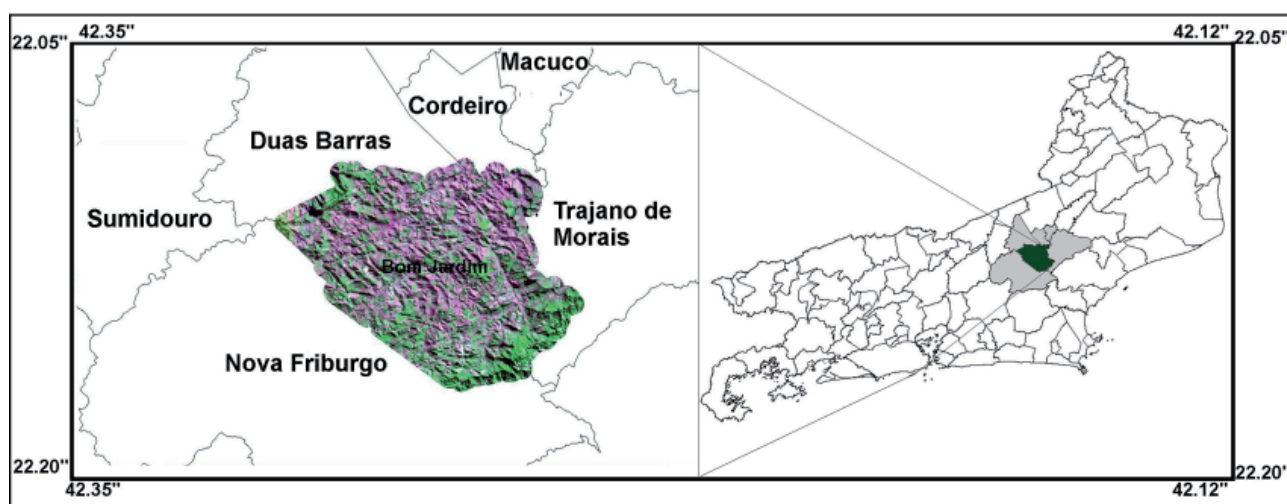 42.35"
42.12"
22.05"
22.05"
Macuco
Cordeiro
Duas Barras
Sumidouro
Trajano de
Morais
Bom Jardim
Nova Friburgo
22.20"
22.20'
42.35"
42.12"